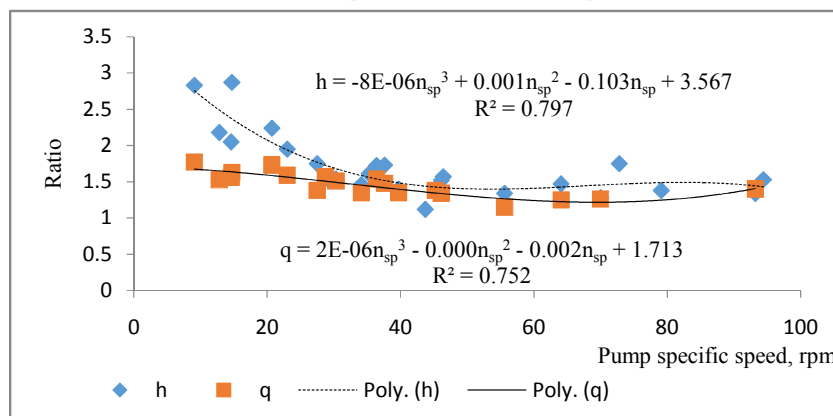 3.5
3
2.5
2
1.5
1
0.5
0
Ratio
h = -8E-06nsp³ + 0.001nsp² - 0.103nsp + 3.567
R² = 0.797
q = 2E-06nsp³ - 0.000nsp² - 0.002nsp + 1.713
R² = 0.752
0 20 40 60 80 100
Pump specific speed, rpm
h q Poly. (h) Poly. (q)